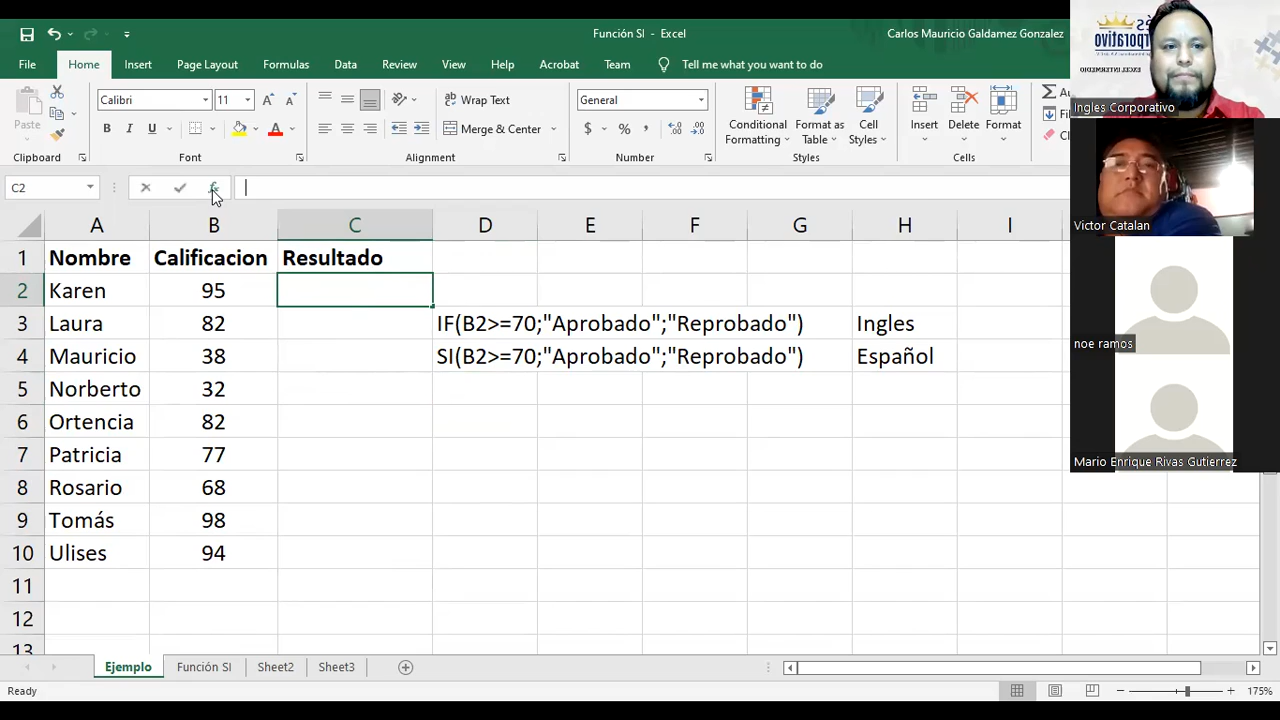 Función SI - Excel
Carlos Mauricio Galdamez Gonzalez
File Home Insert Page Layout Formulas Data Review View Help Acrobat Team Tell me what you want to do
Calibri 11 Wrap Text General
Paste B I U A Merge & Center $ % Conditional Formatting Format as Table Cell Styles Insert Delete Format
Clipboard Font Alignment Number Styles Cells
C2 fx
A B C D E F G H I
1 Nombre Calificacion Resultado
2 Karen 95
3 Laura 82 IF(B2>=70;"Aprobado";"Reprobado") Ingles
4 Mauricio 38 SI(B2>=70;"Aprobado";"Reprobado") Español
5 Norberto 32
6 Ortencia 82
7 Patricia 77
8 Rosario 68
9 Tomás 98
10 Ulises 94
11
12
13
Ejemplo Función SI Sheet2 Sheet3
Ready 175%
Ingles Corporativo
Victor Catalan
noe ramos
Mario Enrique Rivas Gutierrez